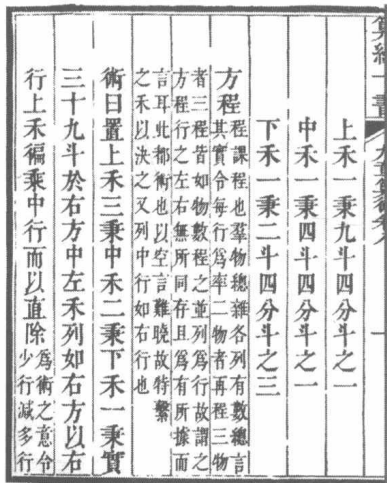 算經十書
上禾一秉九斗四分斗之一
中禾一秉四斗四分斗之一
下禾一秉二斗四分斗之三
方程程課程也羣物總雜各列有數總言
其實令每行爲率二物者再程三物
者三程皆如物數程之並列爲行故謂之
方程行之左右無所同存且爲有所據而
言耳此都術也以空言難曉故特繫
之禾以決之又列中行如右行也
術曰置上禾三秉中禾二秉下禾一秉實
三十九斗於右方中左禾列如右方以右
行上禾徧乘中行而以直除爲術之意令
少行減多行